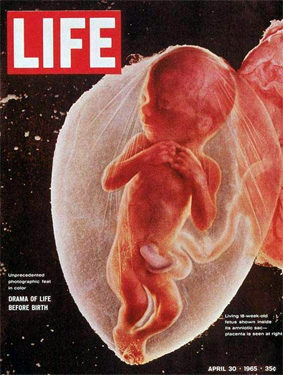 LIFE
Unprecedented
photographic feat
in color
DRAMA OF LIFE
BEFORE BIRTH
Living 18-week-old
fetus shown inside
its amniotic sac—
placenta is seen at right
APRIL 30 • 1965 • 35¢